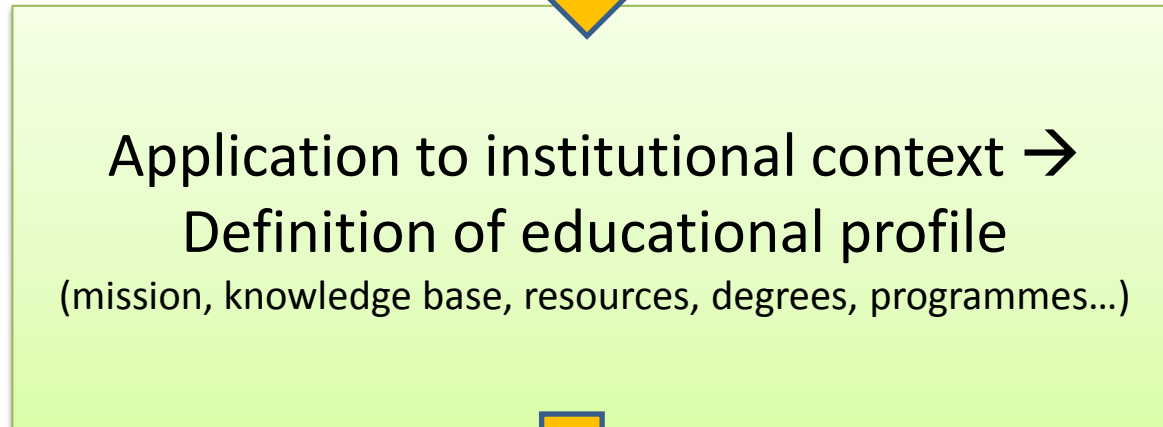 Application to institutional context →
Definition of educational profile
(mission, knowledge base, resources, degrees, programmes…)